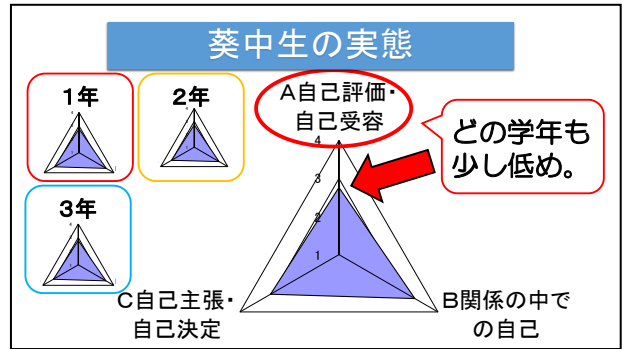 葵中生の実態
1年
2年
3年
A自己評価・
自己受容
どの学年も
少し低め。
4
3
2
1
C自己主張・
自己決定
B関係の中で
の自己